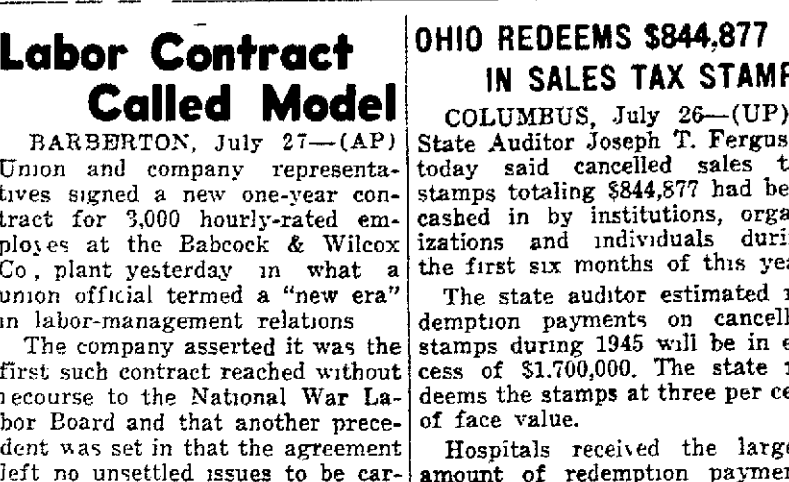 Labor Contract
Called Model
BARBERTON, July 27—(AP)
Union and company representa-
tives signed a new one-year con-
tract for 3,000 hourly-rated em-
ployes at the Babcock & Wilcox
Co, plant yesterday in what a
union official termed a "new era"
in labor-management relations
The company asserted it was the
first such contract reached without
recourse to the National War La-
bor Board and that another prece-
dent was set in that the agreement
left no unsettled issues to be car-
OHIO REDEEMS $844,877
IN SALES TAX STAMP
COLUMBUS, July 26—(UP)
State Auditor Joseph T. Fergus
today said cancelled sales t
stamps totaling $844,877 had be
cashed in by institutions, orga
izations and individuals duri
the first six months of this yea
The state auditor estimated r
demption payments on cancell
stamps during 1945 will be in e
cess of $1.700,000. The state r
deems the stamps at three per ce
of face value.
Hospitals received the large
amount of redemption paymen